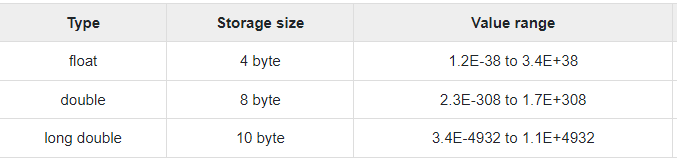 Type Storage size Value range
float 4 byte 1.2E-38 to 3.4E+38
double 8 byte 2.3E-308 to 1.7E+308
long double 10 byte 3.4E-4932 to 1.1E+4932